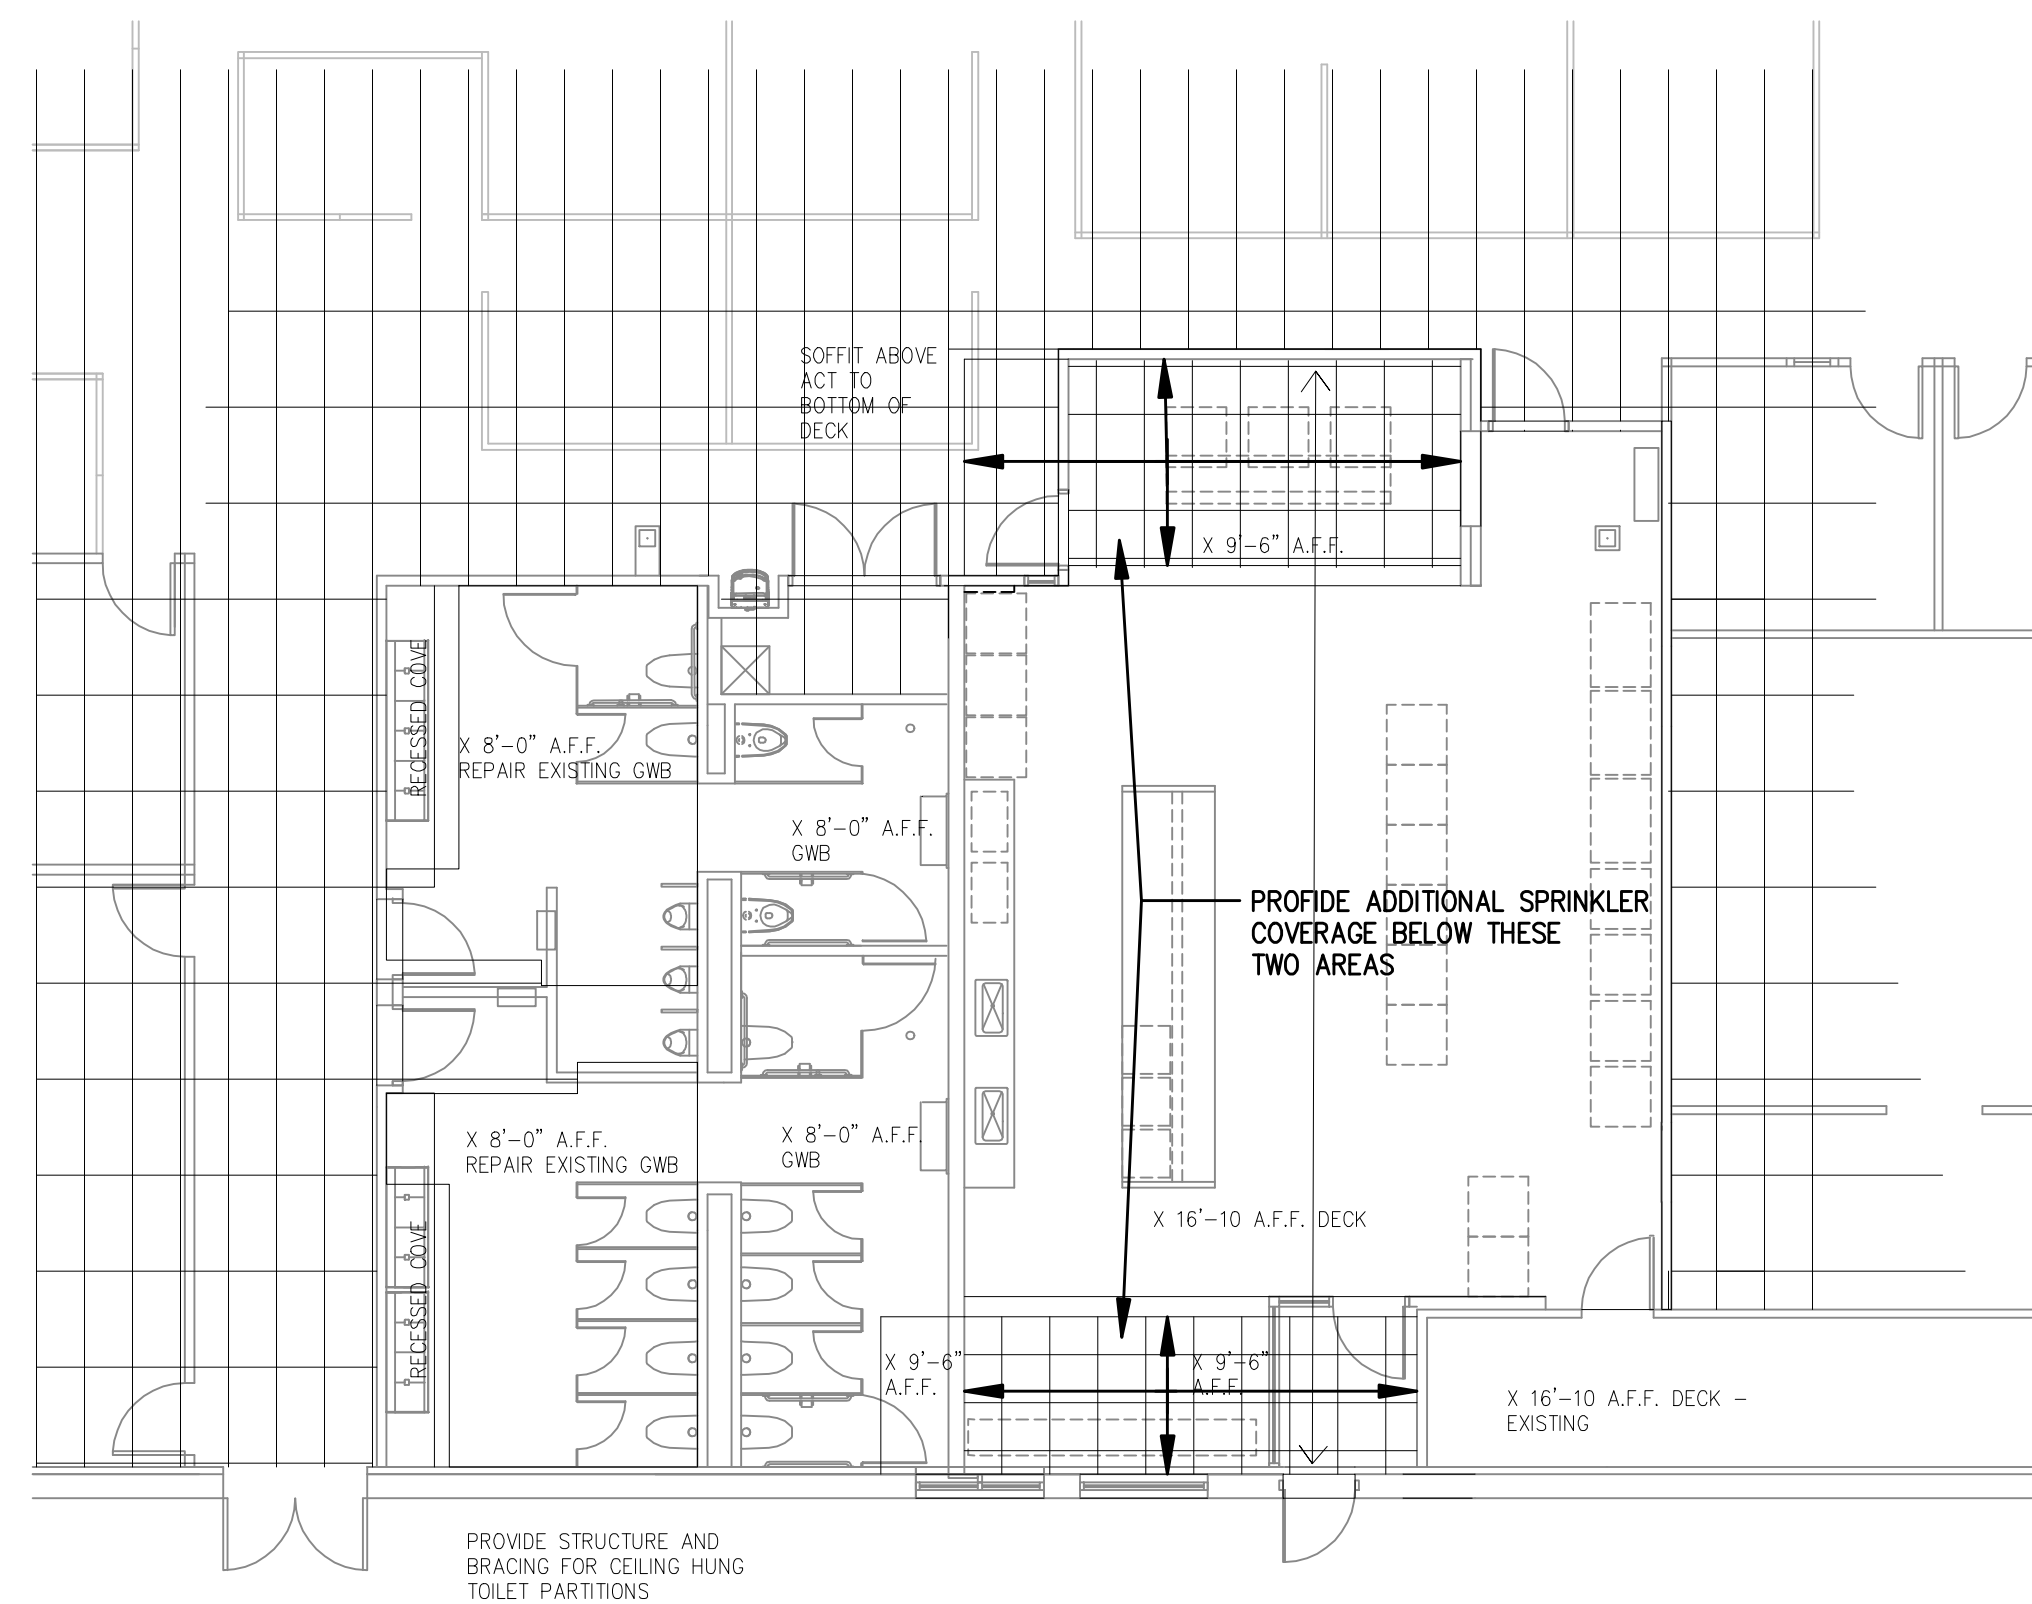 SOFFIT ABOVE
ACT TO
BOTTOM OF
DECK
X 9'-6" A.F.F.
RECESSED COVE
X 8'-0" A.F.F.
REPAIR EXISTING GWB
X 8'-0" A.F.F.
GWB
PROFIDE ADDITIONAL SPRINKLER
COVERAGE BELOW THESE
TWO AREAS
X 8'-0" A.F.F.
REPAIR EXISTING GWB
X 8'-0" A.F.F.
GWB
RECESSED COVE
X 16'-10 A.F.F. DECK
X 9'-6"
A.F.F.
X 9'-6"
A.F.F.
X 16'-10 A.F.F. DECK -
EXISTING
PROVIDE STRUCTURE AND
BRACING FOR CEILING HUNG
TOILET PARTITIONS